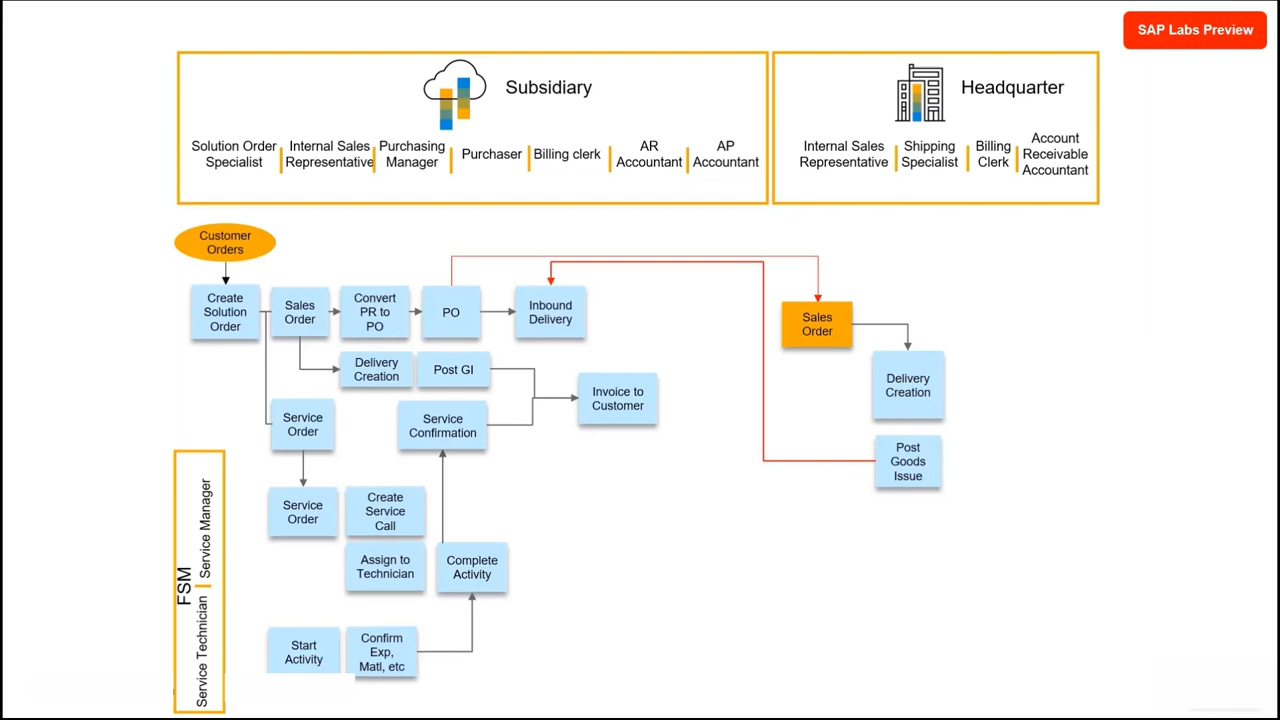 SAP Labs Preview
Subsidiary
Headquarter
Solution Order
Specialist
Internal Sales
Representative
Purchasing
Manager
Purchaser
Billing clerk
AR
Accountant
AP
Accountant
Internal Sales
Representative
Shipping
Specialist
Billing
Clerk
Account
Receivable
Accountant
Customer
Orders
Create
Solution
Order
Sales
Order
Convert
PR to
PO
PO
Inbound
Delivery
Sales
Order
Delivery
Creation
Post GI
Invoice to
Customer
Delivery
Creation
Service
Order
Service
Confirmation
Post
Goods
Issue
Service
Order
Create
Service
Call
Assign to
Technician
Complete
Activity
Start
Activity
Confirm
Exp,
Matl, etc
FSM
Service Manager
Service Technician